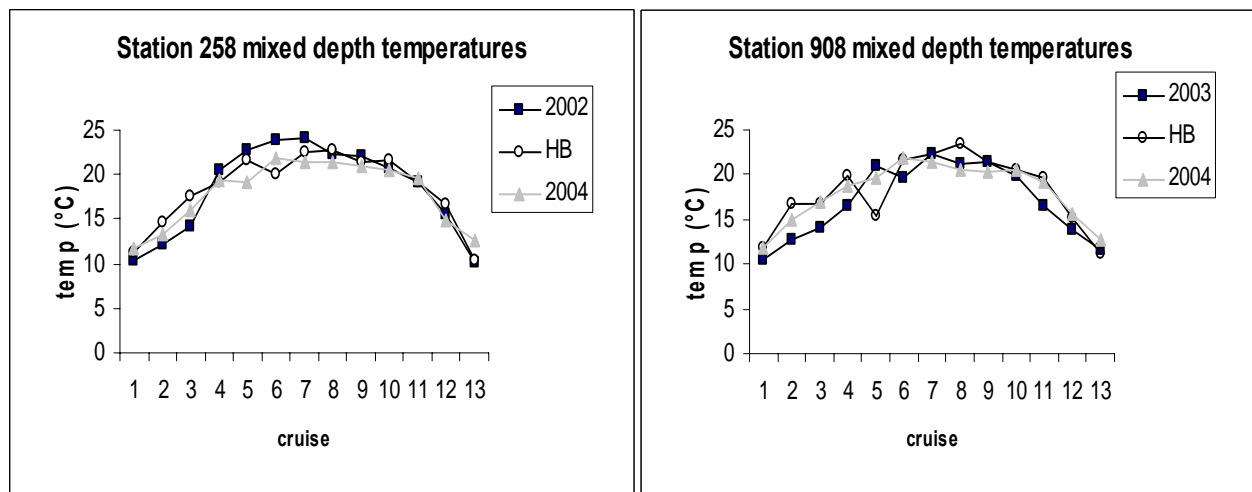 Station 258 mixed depth temperatures
2002
HB
2004
25
20
15
10
5
0
temp (°C)
1 2 3 4 5 6 7 8 9 10 11 12 13
cruise
Station 908 mixed depth temperatures
2003
HB
2004
25
20
15
10
5
0
temp (°C)
1 2 3 4 5 6 7 8 9 10 11 12 13
cruise